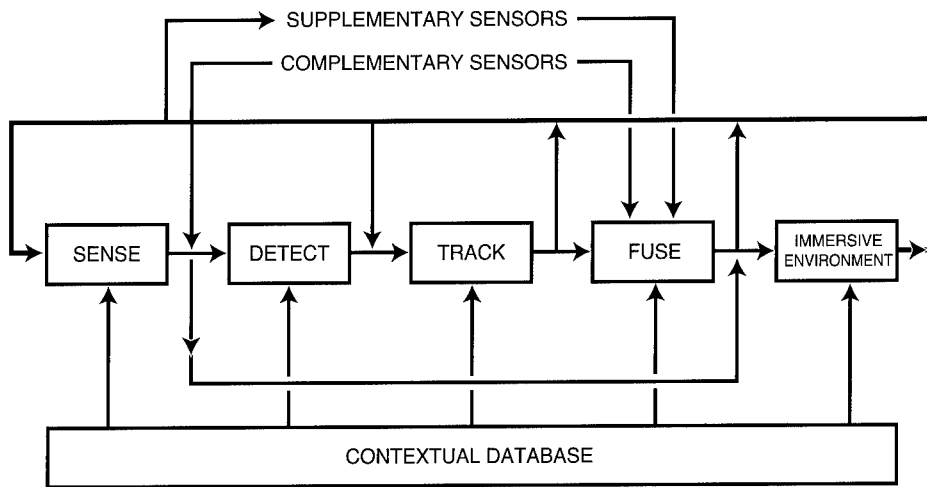 SUPPLEMENTARY SENSORS
COMPLEMENTARY SENSORS
SENSE
DETECT
TRACK
FUSE
IMMERSIVE
ENVIRONMENT
CONTEXTUAL DATABASE